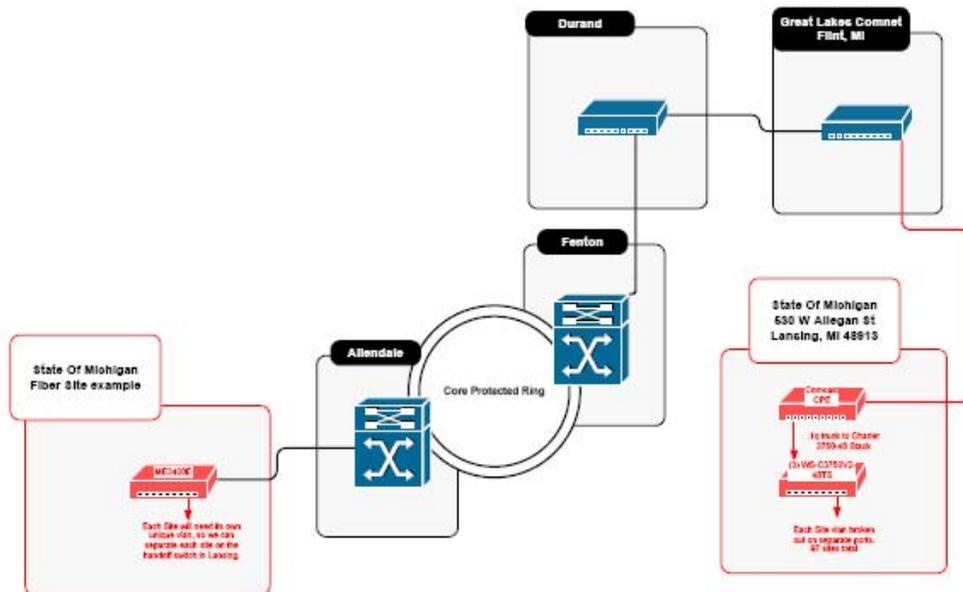 Durand
Great Lakes Comnet
Flint, MI
Fenton
State Of Michigan
530 W Allegan St
Lansing, MI 48913
Allendale
State Of Michigan
Fiber Site example
Core Protected Ring
Comcast
CPE
.1q trunk to Charter
3750-48 Stack
ME3400E
(3) WS-C3750V2-
48TS
Each Site will need its own
unique vlan, so we can
separate each site on the
handoff switch in Lansing.
Each Site vlan broken
out on separate ports.
sites total